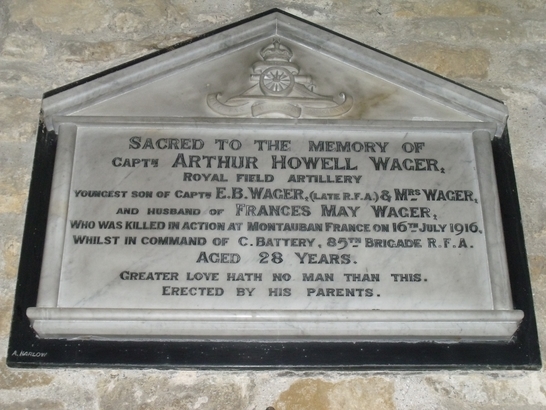 SACRED TO THE MEMORY OF
CAPTN ARTHUR HOWELL WAGER,
ROYAL FIELD ARTILLERY
YOUNGEST SON OF CAPTN E.B.WAGER, (LATE R.F.A.) & MRS WAGER,
AND HUSBAND OF FRANCES MAY WAGER,
WHO WAS KILLED IN ACTION AT MONTAUBAN FRANCE ON 16TH JULY 1916,
WHILST IN COMMAND OF C. BATTERY, 85TH BRIGADE R.F.A.
AGED 28 YEARS.
GREATER LOVE HATH NO MAN THAN THIS.
ERECTED BY HIS PARENTS.
A. BARLOW